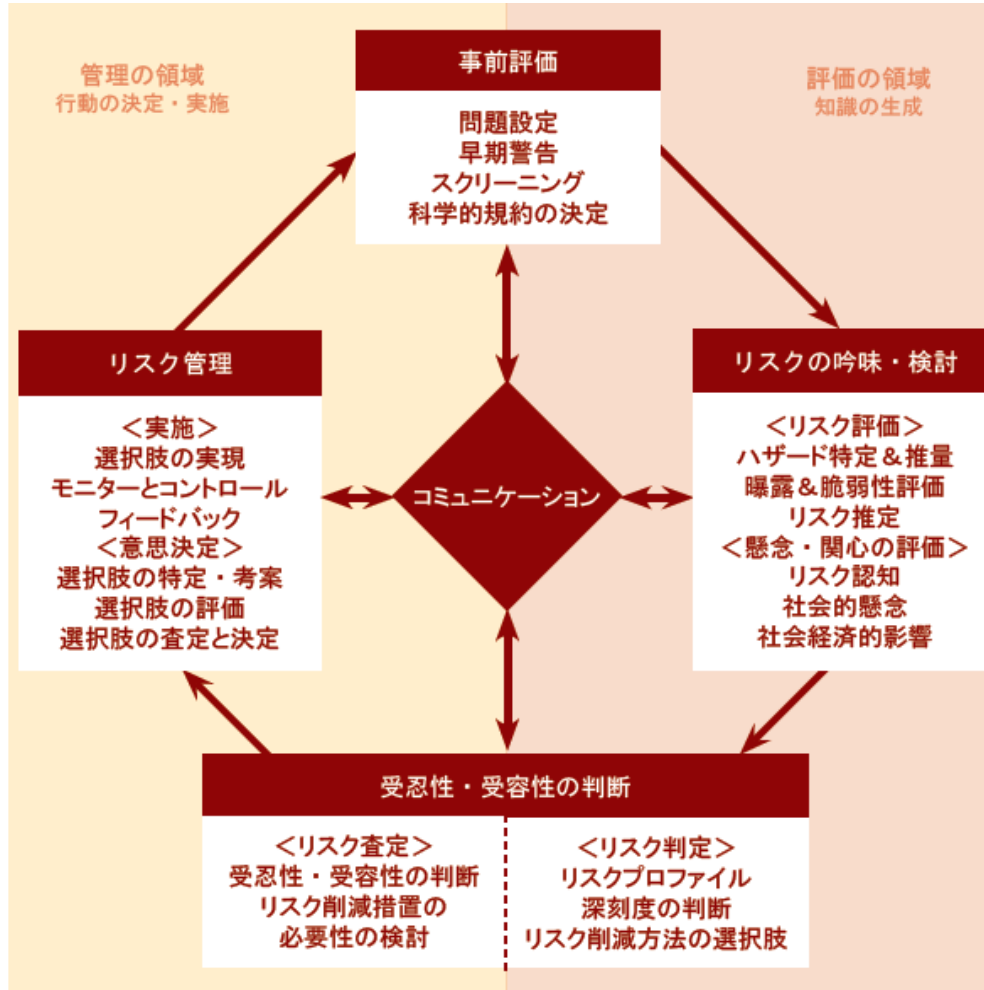 管理の領域
行動の決定・実施
評価の領域
知識の生成
事前評価
問題設定
早期警告
スクリーニング
科学的規約の決定
リスク管理
＜実施＞
選択肢の実現
モニターとコントロール
フィードバック
＜意思決定＞
選択肢の特定・考案
選択肢の評価
選択肢の査定と決定
コミュニケーション
リスクの吟味・検討
＜リスク評価＞
ハザード特定＆推量
曝露＆脆弱性評価
リスク推定
＜懸念・関心の評価＞
リスク認知
社会的懸念
社会経済的影響
受忍性・受容性の判断
＜リスク査定＞
受忍性・受容性の判断
リスク削減措置の
必要性の検討
＜リスク判定＞
リスクプロファイル
深刻度の判断
リスク削減方法の選択肢